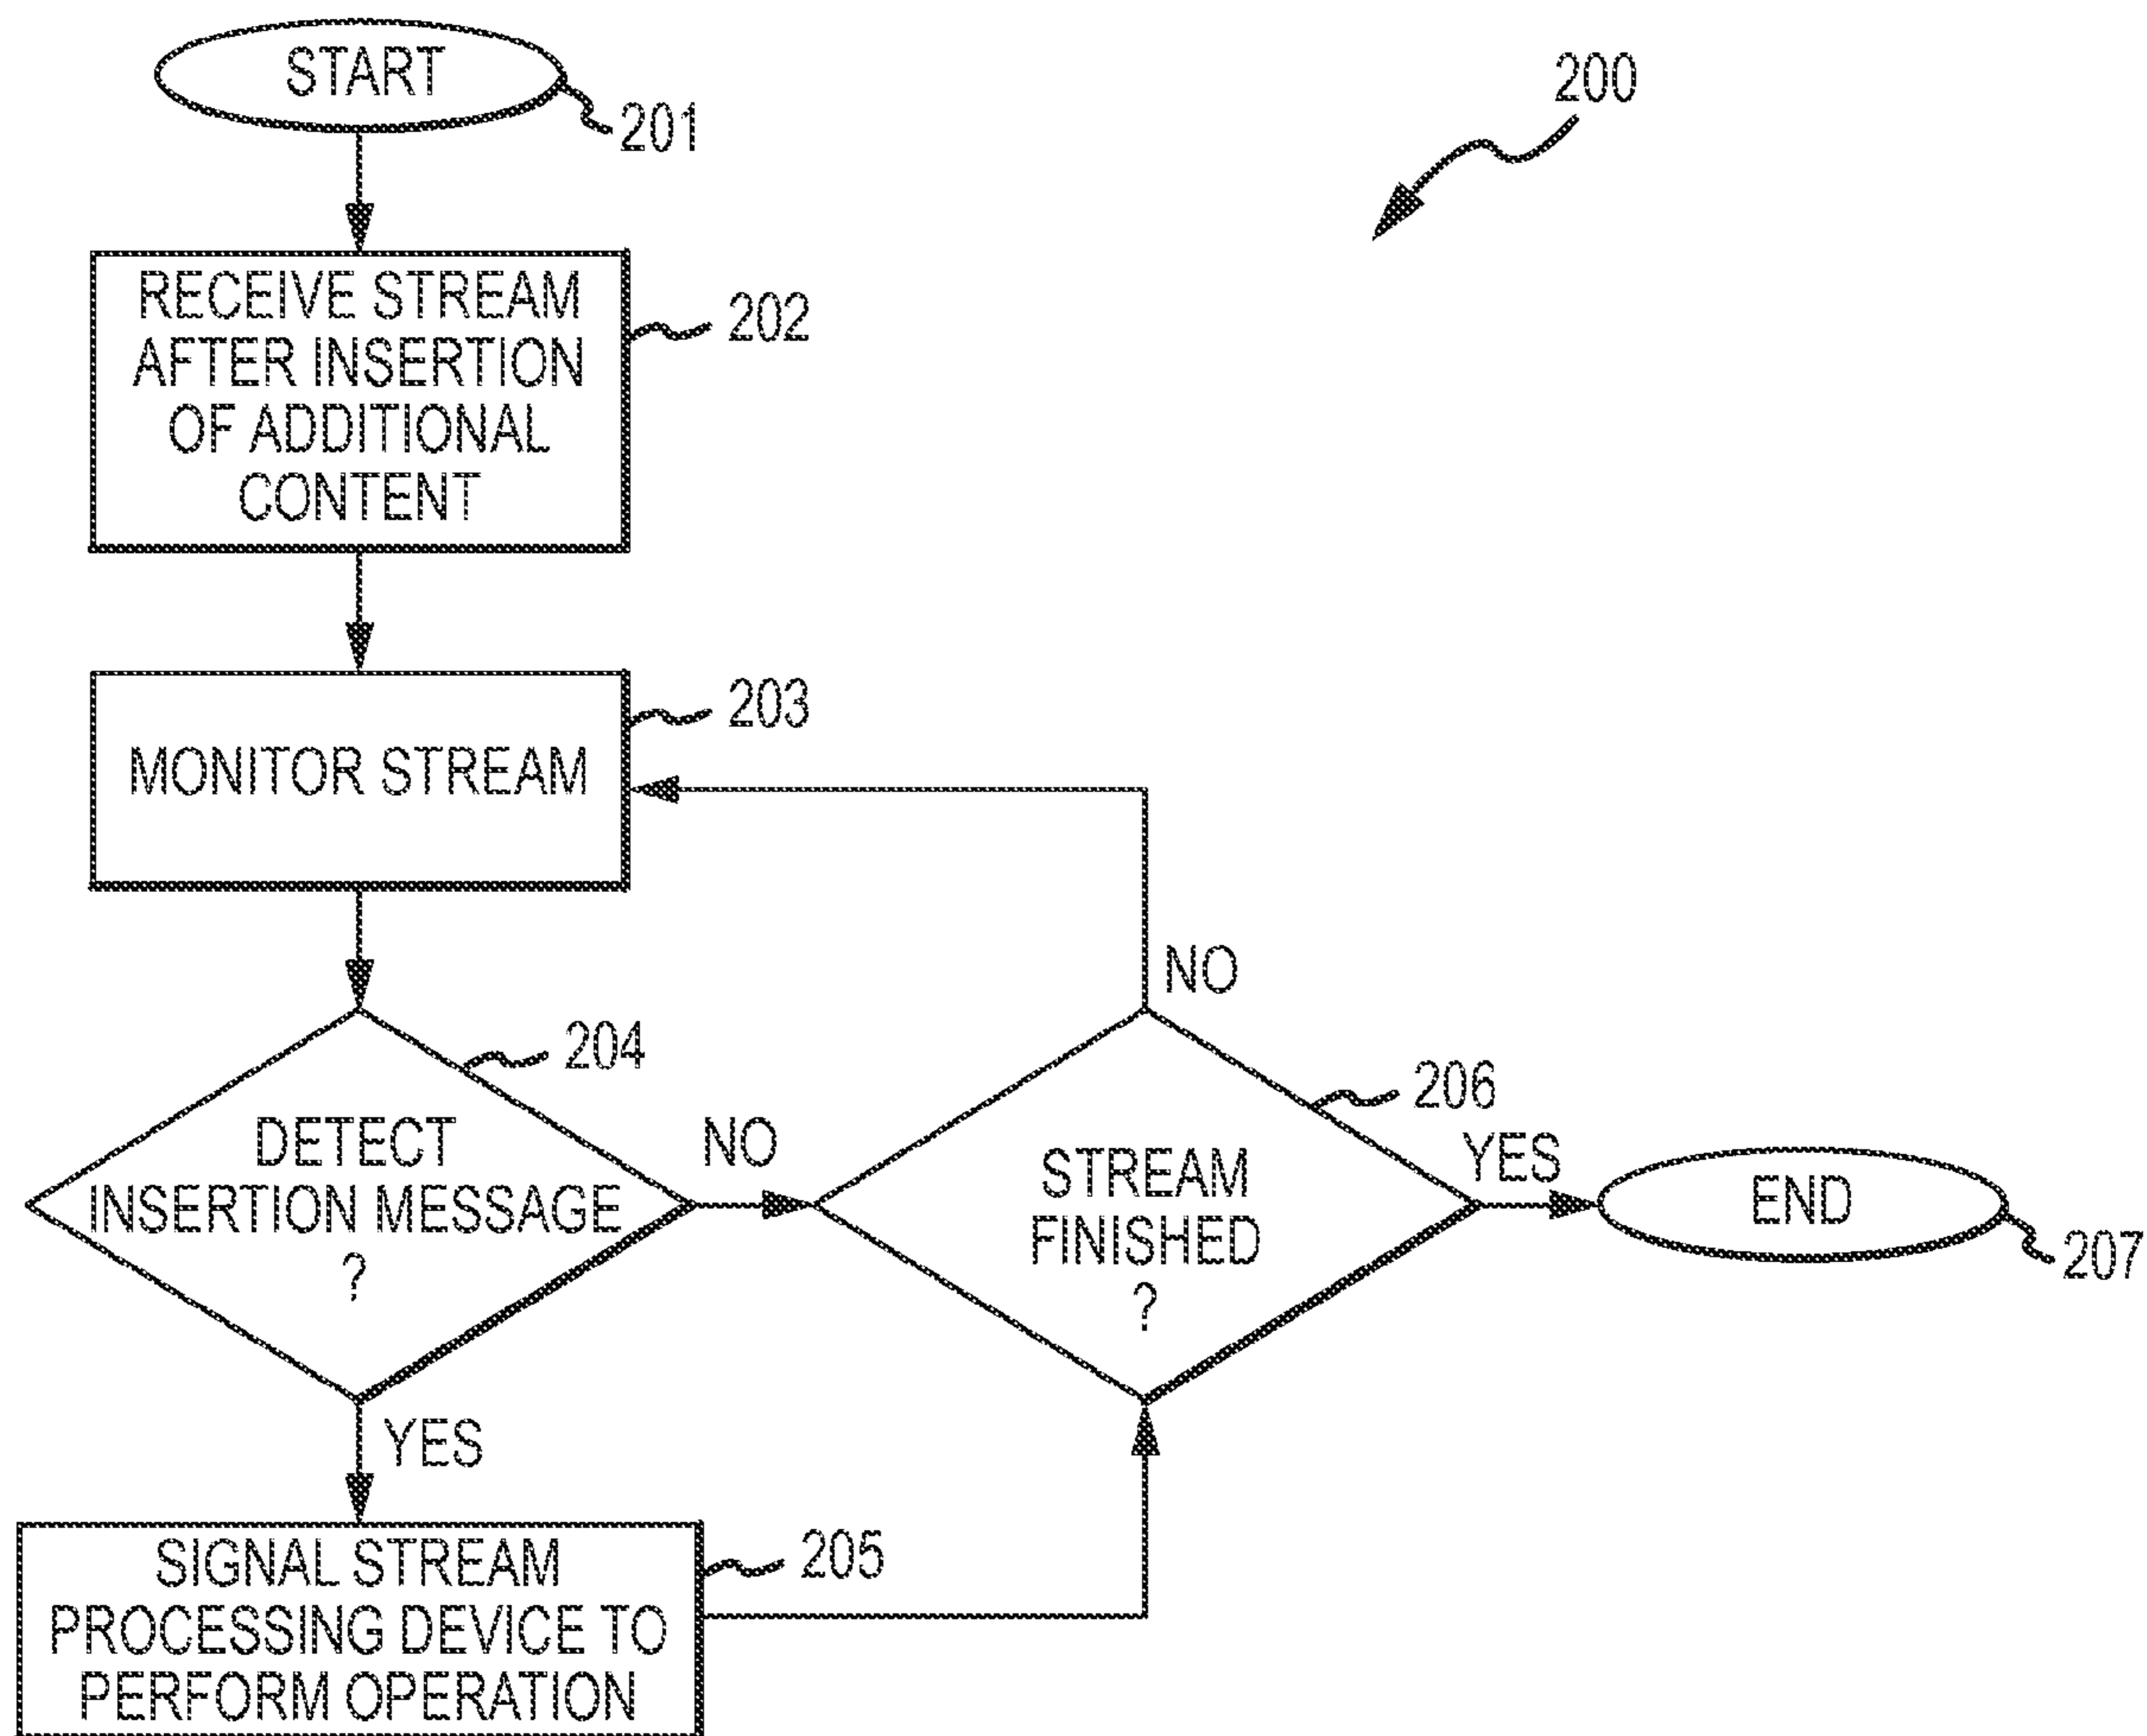 START
201
200
RECEIVE STREAM
AFTER INSERTION
OF ADDITIONAL
CONTENT
202
MONITOR STREAM
203
DETECT
INSERTION MESSAGE
?
204
NO
YES
STREAM
FINISHED
?
206
NO
YES
END
207
SIGNAL STREAM
PROCESSING DEVICE TO
PERFORM OPERATION
205